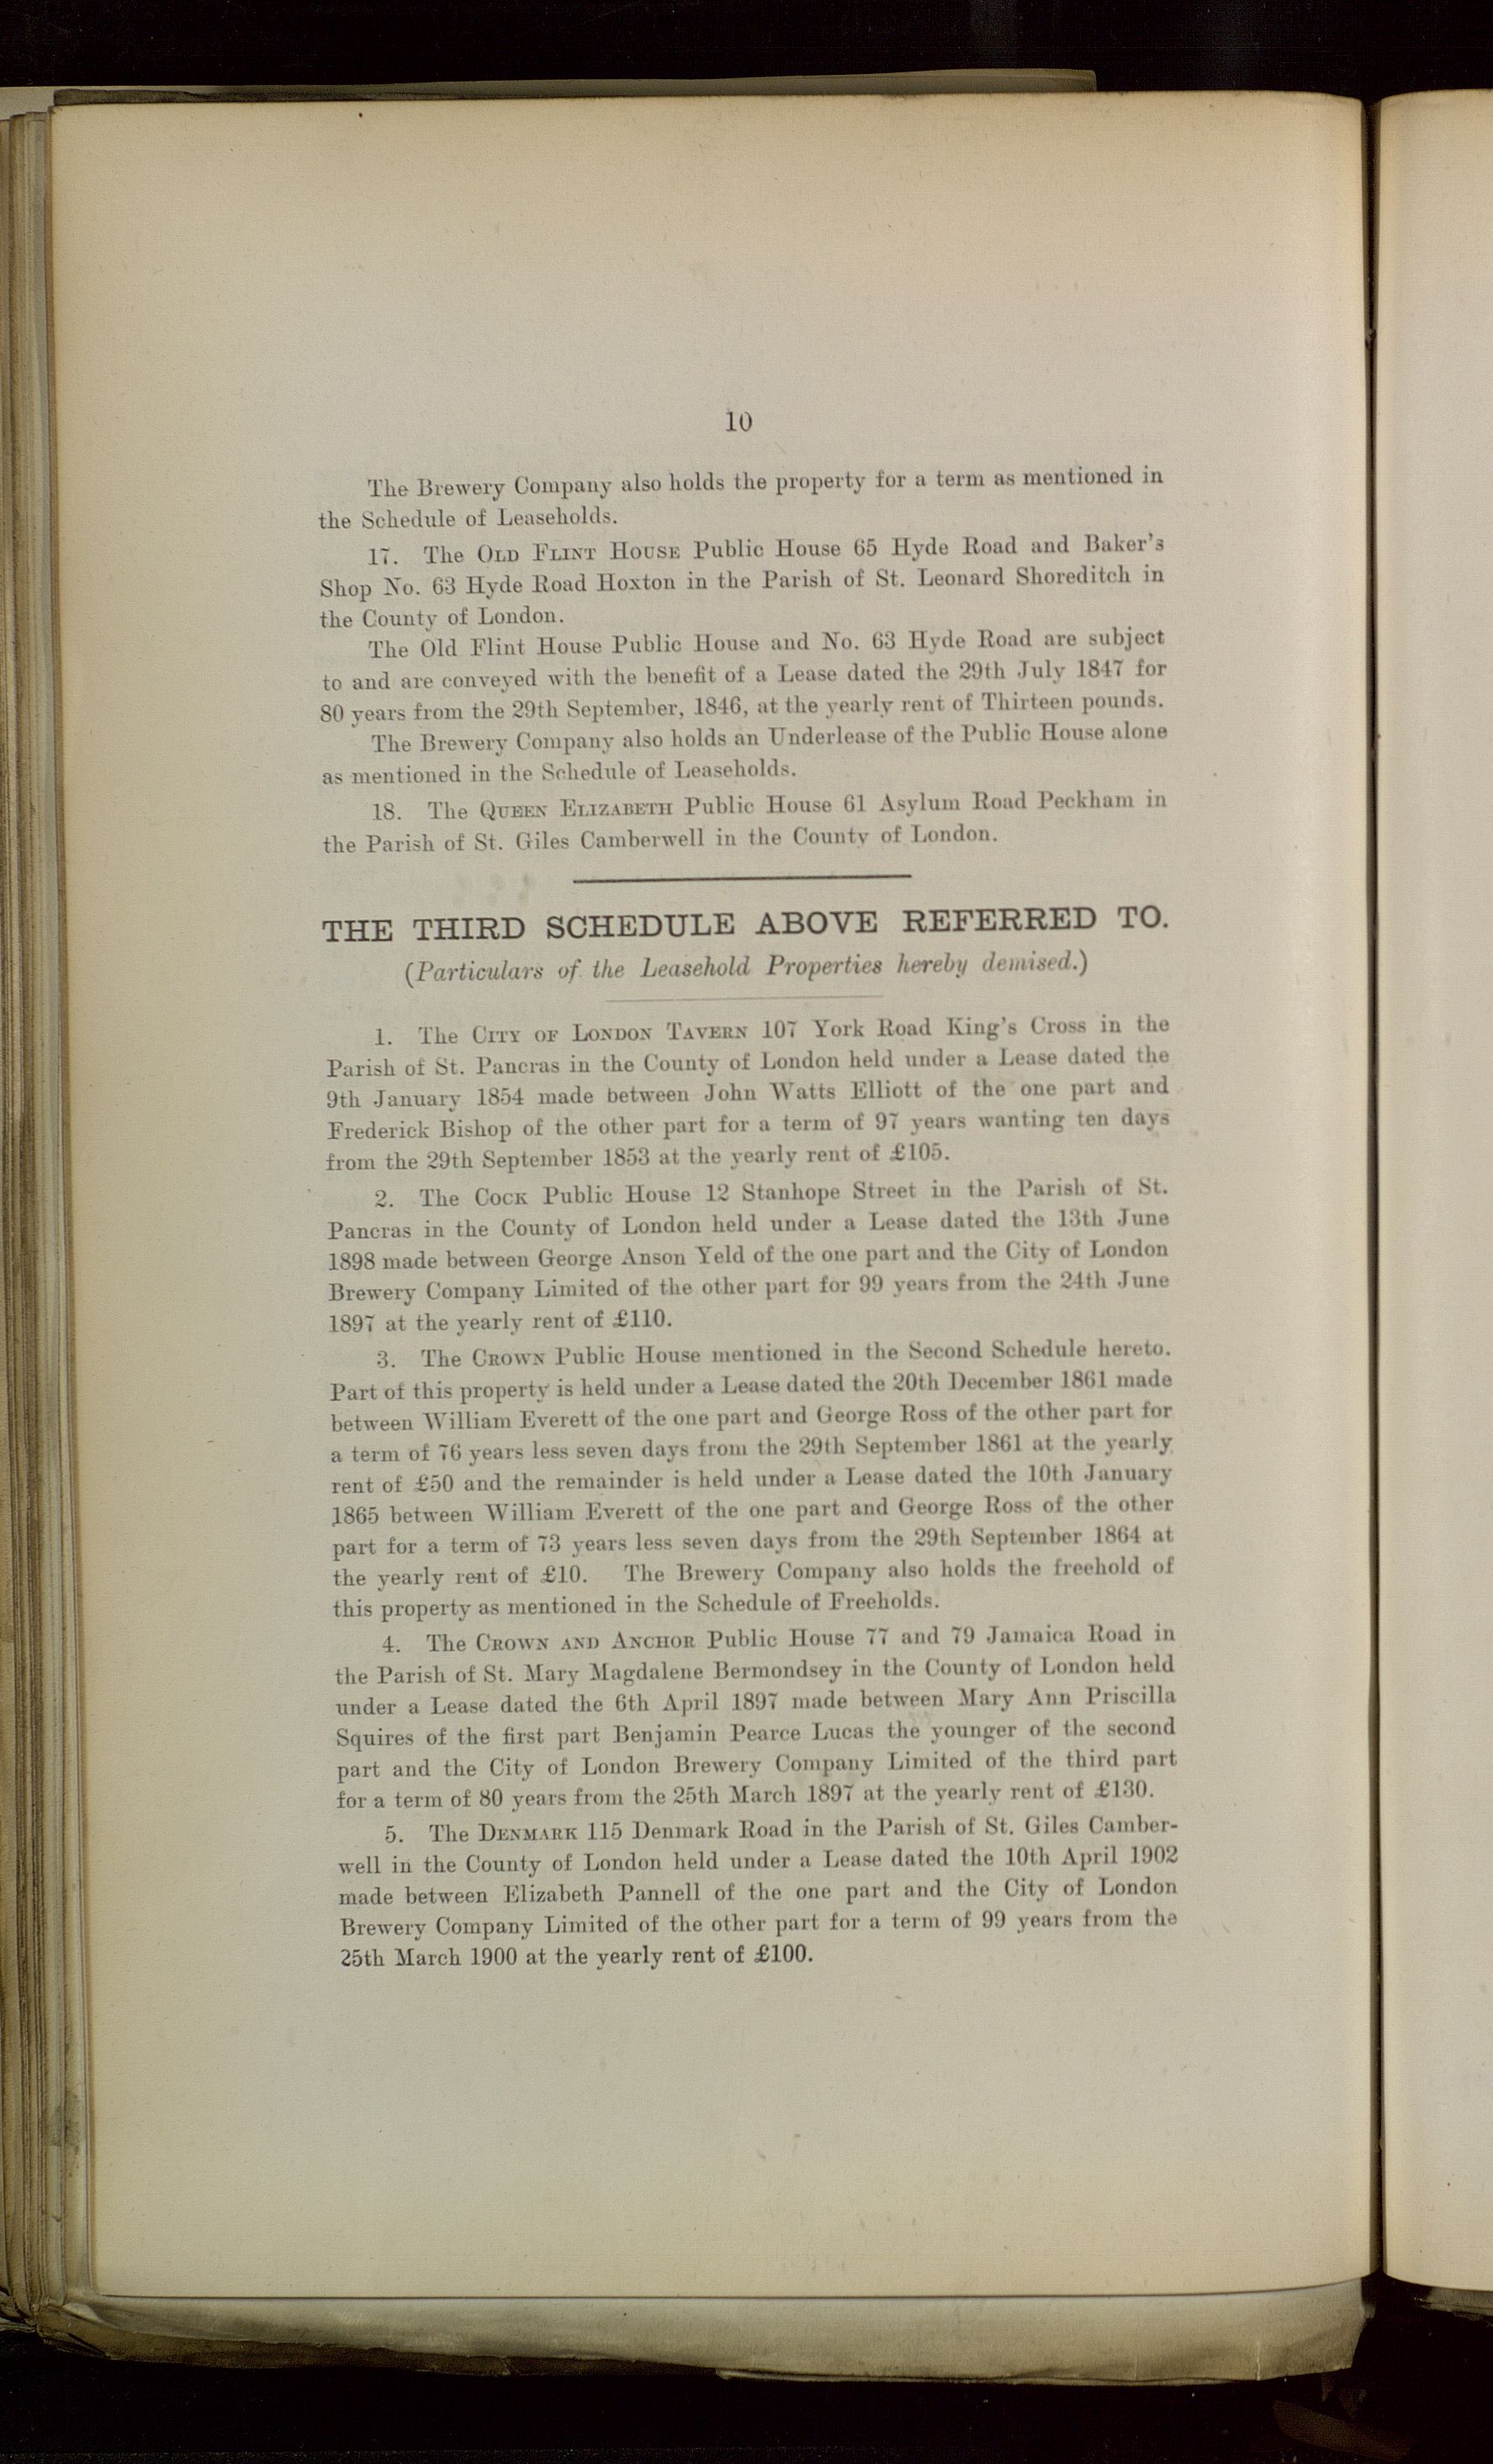 10
The Brewery Company also holds the property for a term as mentioned in
the Schedule of Leaseholds.
17. The OLD FLINT HOUSE Public House 65 Hyde Road and Baker's
Shop No. 63 Hyde Road Hoxton in the Parish of St. Leonard Shoreditch in
the County of London.
The Old Flint House Public House and No. 63 Hyde Road are subject
to and are conveyed with the benefit of a Lease dated the 29th July 1847 for
80 years from the 29th September, 1846, at the yearly rent of Thirteen pounds.
The Brewery Company also holds an Underlease of the Public House alone
as mentioned in the Schedule of Leaseholds.
18. The QUEEN ELIZABETH Public House 61 Asylum Road Peckham in
the Parish of St. Giles Camberwell in the County of London.
THE THIRD SCHEDULE ABOVE REFERRED TO.
(Particulars of the Leasehold Properties hereby demised.)
1. The CITY OF LONDON TAVERN 107 York Road King's Cross in the
Parish of St. Pancras in the County of London held under a Lease dated the
9th January 1854 made between John Watts Elliott of the one part and
Frederick Bishop of the other part for a term of 97 years wanting ten days
from the 29th September 1853 at the yearly rent of £105.
2. The COCK Public House 12 Stanhope Street in the Parish of St.
Pancras in the County of London held under a Lease dated the 13th June
1898 made between George Anson Yeld of the one part and the City of London
Brewery Company Limited of the other part for 99 years from the 24th June
1897 at the yearly rent of £110.
3. The CROWN Public House mentioned in the Second Schedule hereto.
Part of this property is held under a Lease dated the 20th December 1861 made
between William Everett of the one part and George Ross of the other part for
a term of 76 years less seven days from the 29th September 1861 at the yearly
rent of £50 and the remainder is held under a Lease dated the 10th January
1865 between William Everett of the one part and George Ross of the other
part for a term of 73 years less seven days from the 29th September 1864 at
the yearly rent of £10. The Brewery Company also holds the freehold of
this property as mentioned in the Schedule of Freeholds.
4. The CROWN AND ANCHOR Public House 77 and 79 Jamaica Road in
the Parish of St. Mary Magdalene Bermondsey in the County of London held
under a Lease dated the 6th April 1897 made between Mary Ann Priscilla
Squires of the first part Benjamin Pearce Lucas the younger of the second
part and the City of London Brewery Company Limited of the third part
for a term of 80 years from the 25th March 1897 at the yearly rent of £130.
5. The DENMARK 115 Denmark Road in the Parish of St. Giles Camber-
well in the County of London held under a Lease dated the 10th April 1902
made between Elizabeth Pannell of the one part and the City of London
Brewery Company Limited of the other part for a term of 99 years from the
25th March 1900 at the yearly rent of £100.